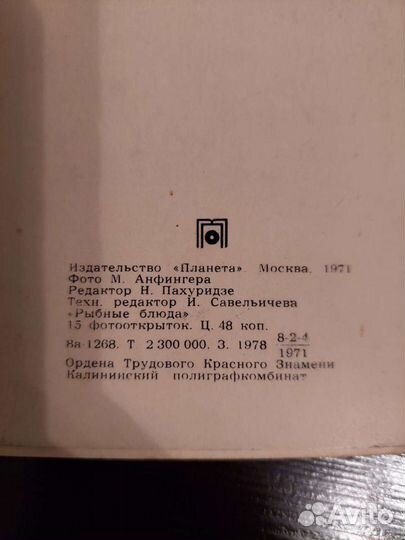 Издательство «Планета». Москва. 1971
Фото М. Анфингера
Редактор Н. Пахуридзе
Техн. редактор И. Савельичева
«Рыбные блюда»
15 фотооткрыток. Ц. 48 коп.
8а-1268. Т 2 300 000. З. 1978 8-2-4
1971
Ордена Трудового Красного Знамени
Калининский полиграфкомбинат
Avito